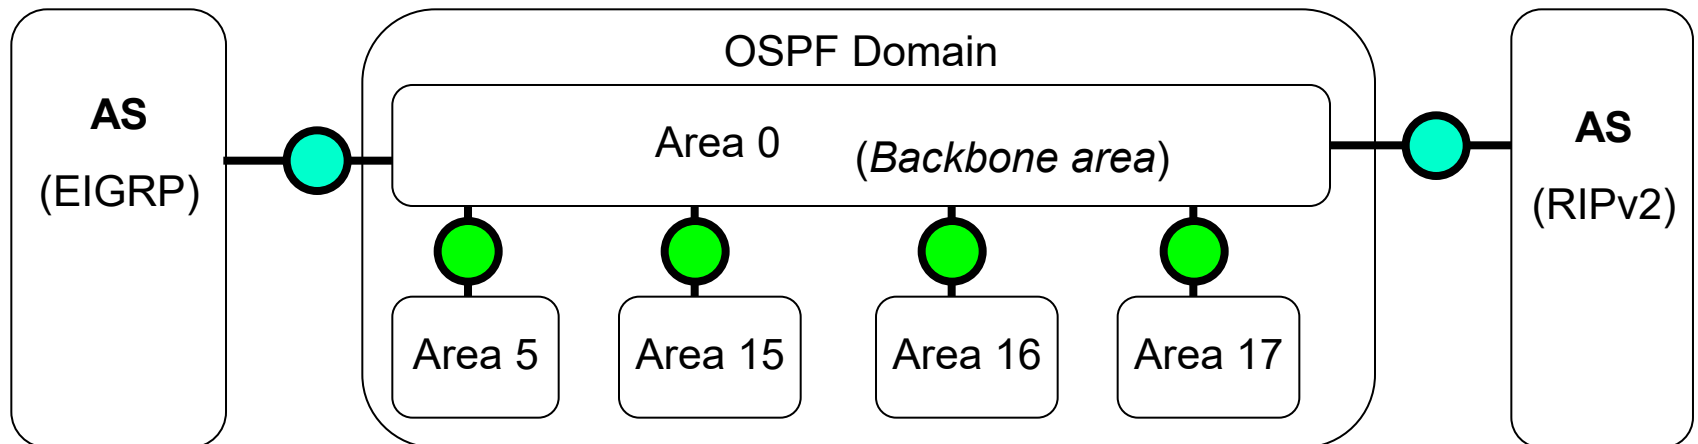 OSPF Domain
AS
(EIGRP)
Area 0
(Backbone area)
AS
(RIPv2)
Area 5
Area 15
Area 16
Area 17